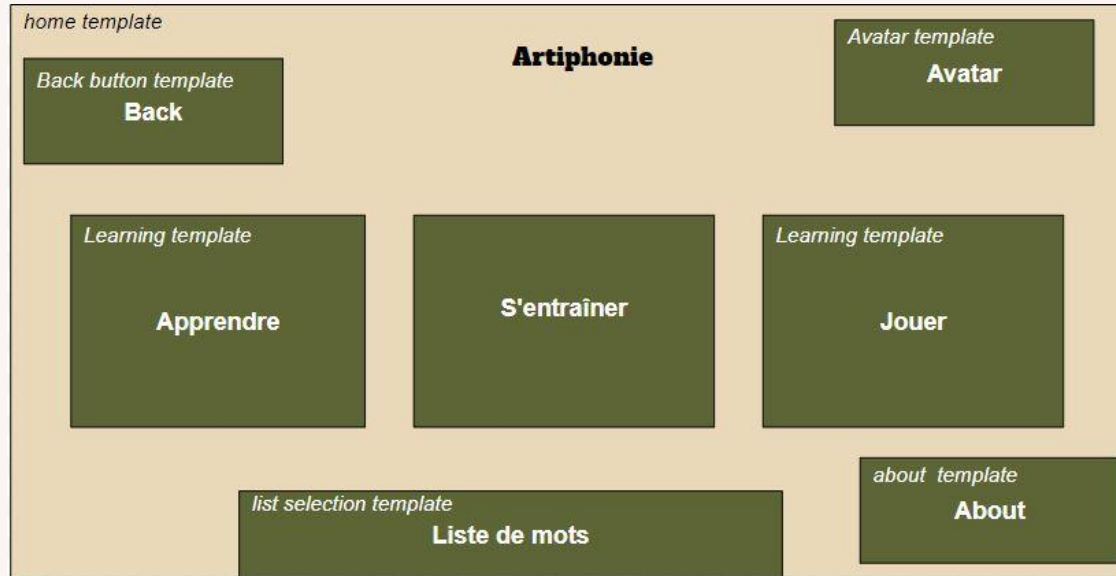 home template
Artiphonie
Avatar template
Avatar
Back button template
Back
Learning template
Apprendre
S'entraîner
Learning template
Jouer
list selection template
Liste de mots
about template
About